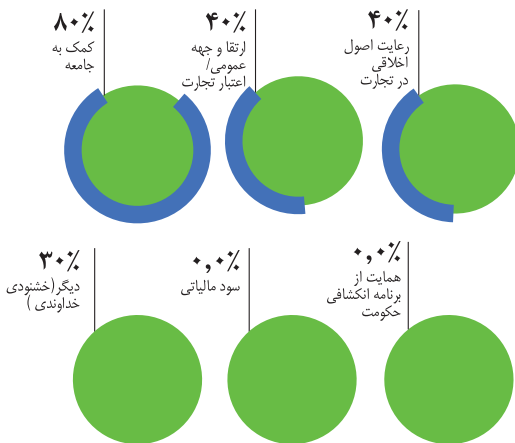 ۴۰٪
رعایت اصول
اخلاقی
در تجارت
۴۰٪
ارتقا و جهه
عمومی/
اعتبار تجارت
۸۰٪
کمک به
جامعه
۰,۰٪
همایت از
برنامه انکشافی
حکومت
۰,۰٪
سود مالیاتی
۳۰٪
دیگر(خشنودی
خداوندی )